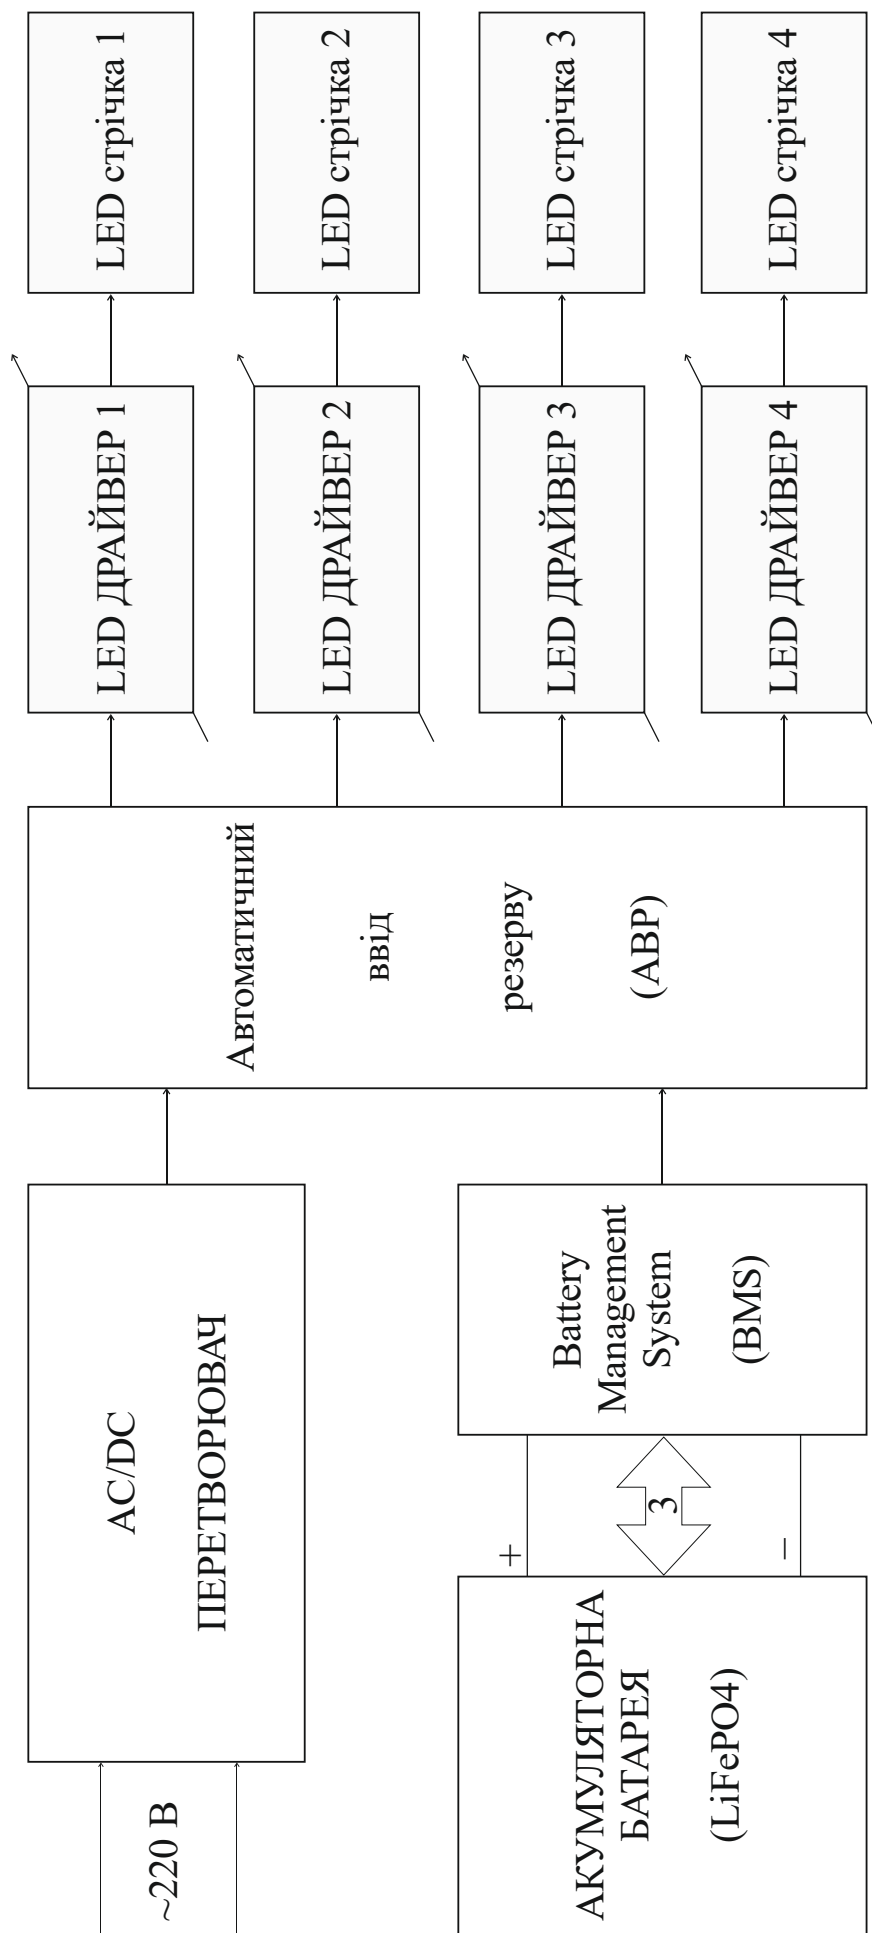 ~220 В
AC/DC
ПЕРЕТВОРЮВАЧ
АКУМУЛЯТОРНА
БАТАРЕЯ
(LiFePO4)
+
3
–
Battery
Management
System
(BMS)
Автоматичний
ввід
резерву
(АВР)
LED ДРАЙВЕР 1
LED ДРАЙВЕР 2
LED ДРАЙВЕР 3
LED ДРАЙВЕР 4
LED стрічка 1
LED стрічка 2
LED стрічка 3
LED стрічка 4